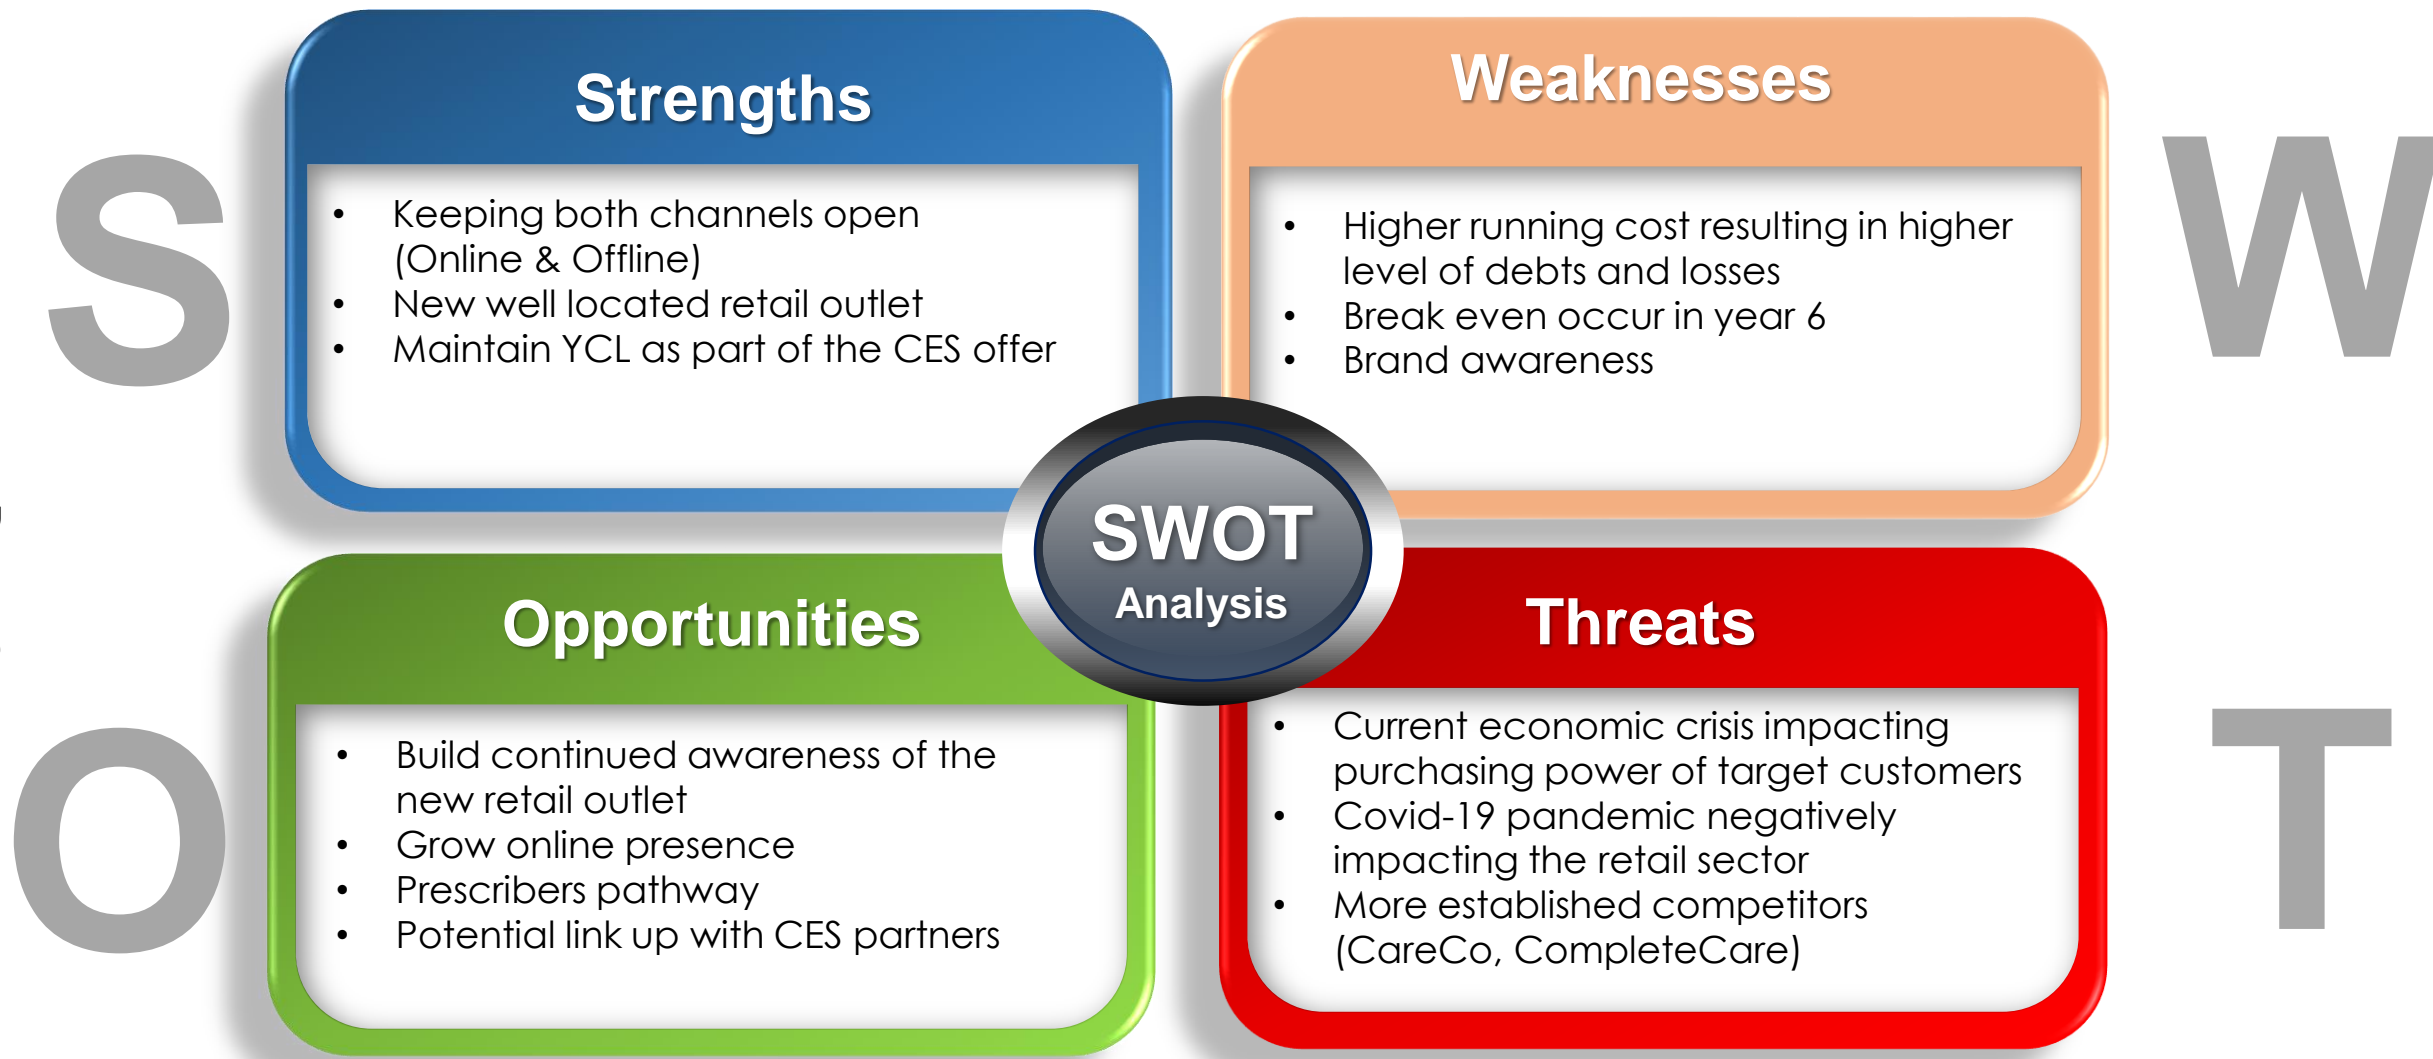 S
Strengths
• Keeping both channels open
(Online & Offline)
• New well located retail outlet
• Maintain YCL as part of the CES offer
Weaknesses
• Higher running cost resulting in higher
level of debts and losses
• Break even occur in year 6
• Brand awareness
W
SWOT
Analysis
O
Opportunities
• Build continued awareness of the
new retail outlet
• Grow online presence
• Prescribers pathway
• Potential link up with CES partners
Threats
• Current economic crisis impacting
purchasing power of target customers
• Covid-19 pandemic negatively
impacting the retail sector
• More established competitors
(CareCo, CompleteCare)
T